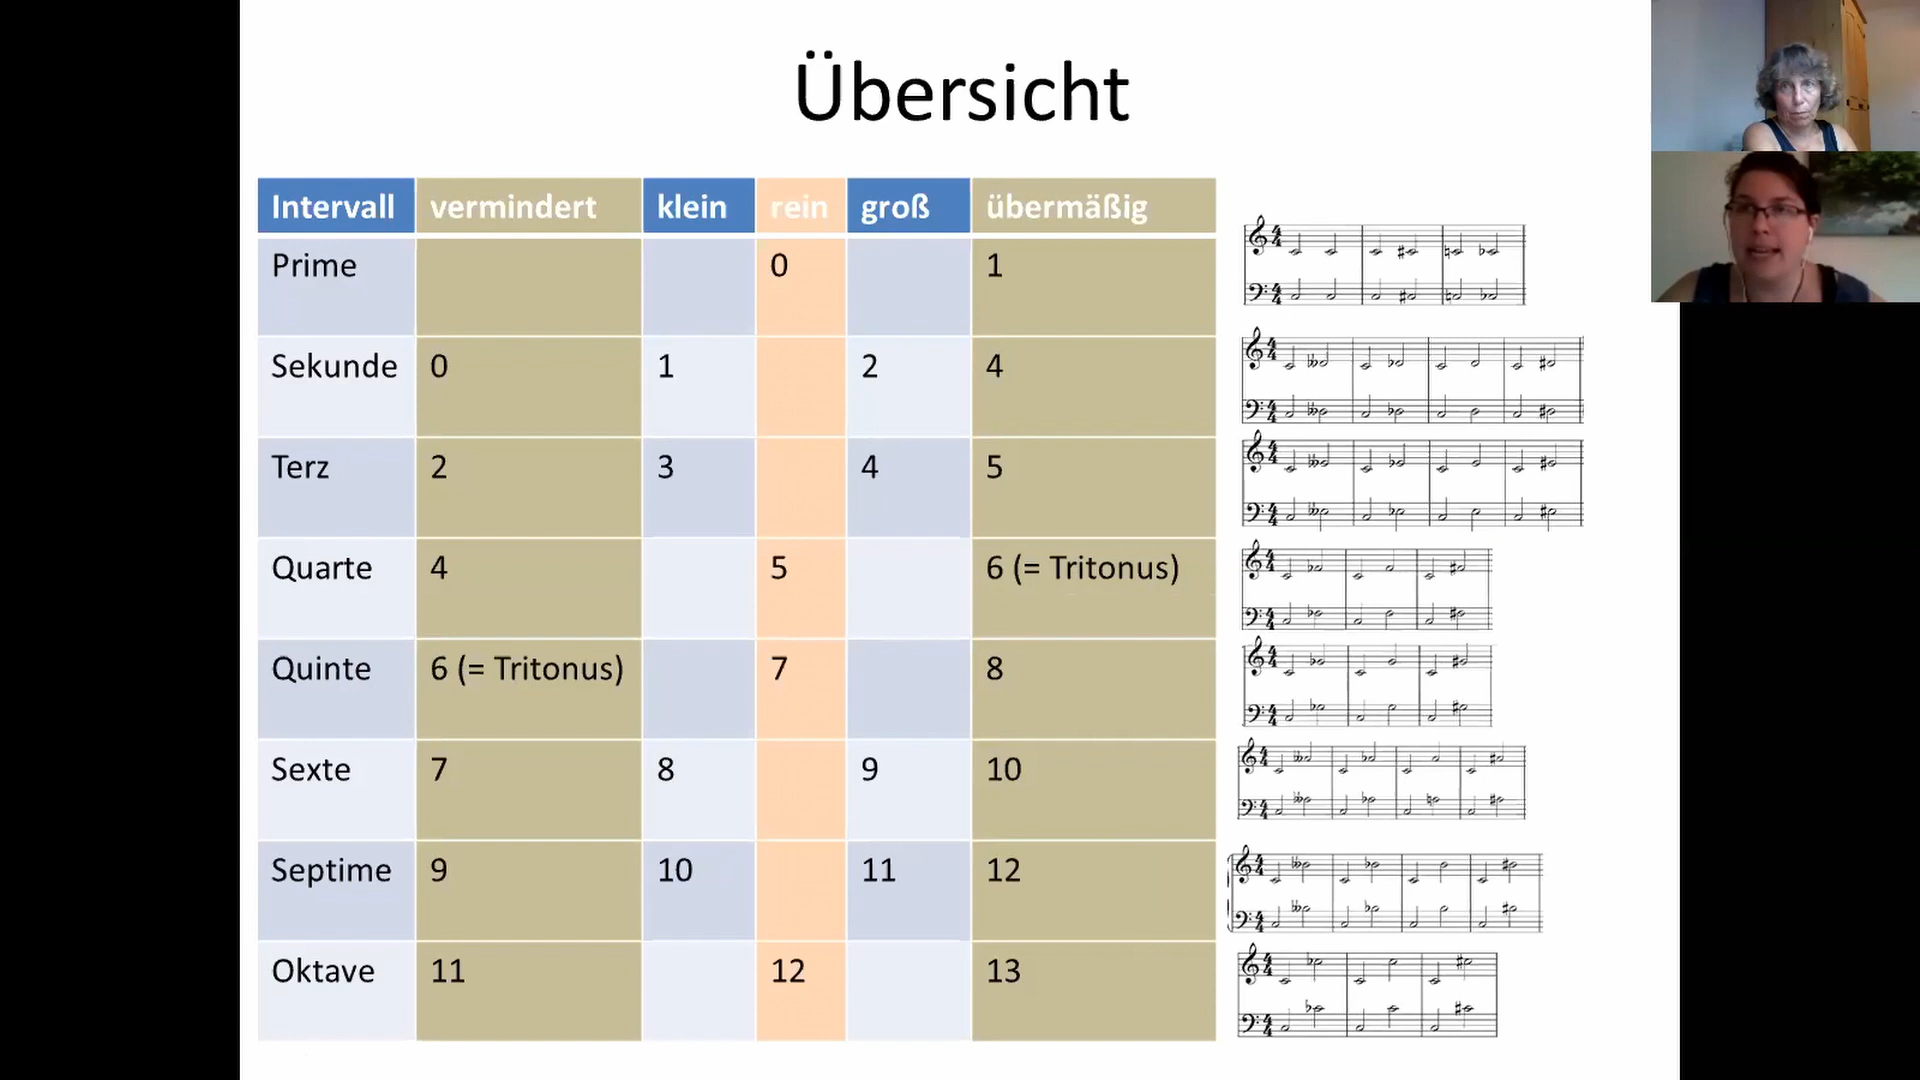 Übersicht
Intervall vermindert klein rein groß übermäßig
Prime 0 1
Sekunde 0 1 2 4
Terz 2 3 4 5
Quarte 4 5 6 (= Tritonus)
Quinte 6 (= Tritonus) 7 8
Sexte 7 8 9 10
Septime 9 10 11 12
Oktave 11 12 13